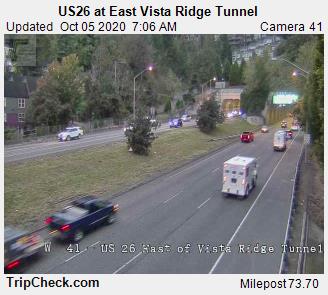 US26 at East Vista Ridge Tunnel
Updated Oct 05 2020 7:06 AM Camera 41
W 41 - US 26 East of Vista Ridge Tunnel
TripCheck.com Milepost 73.70